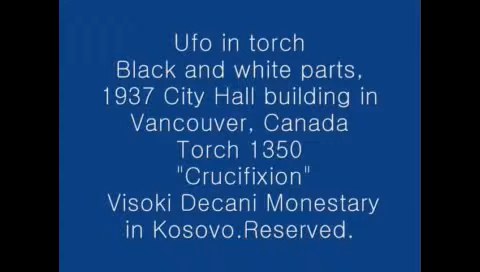 Ufo in torch
Black and white parts,
1937 City Hall building in
Vancouver, Canada
Torch 1350
"Crucifixion"
Visoki Decani Monestary
in Kosovo.Reserved.